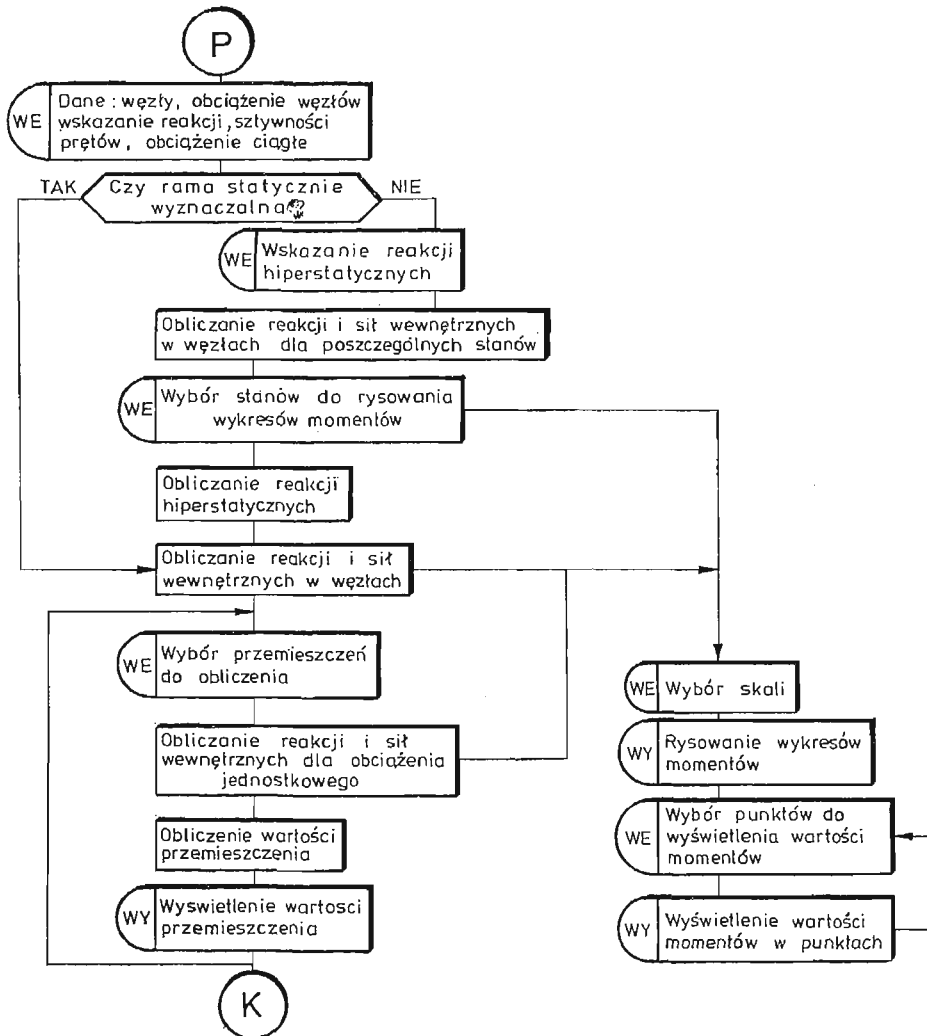 P
WE
Dane : węzły, obciążenie węzłów
wskazanie reakcji, sztywności
prętów, obciążenie ciągłe
TAK
Czy rama statycznie
wyznaczalna?
NIE
WE
Wskazanie reakcji
hiperstatycznych
Obliczanie reakcji i sił wewnętrznych
w węzłach dla poszczególnych stanów
WE
Wybór stanów do rysowania
wykresów momentów
Obliczanie reakcji
hiperstatycznych
Obliczanie reakcji i sił
wewnętrznych w węzłach
WE
Wybór przemieszczeń
do obliczenia
Obliczanie reakcji i sił
wewnętrznych dla obciążenia
jednostkowego
Obliczenie wartości
przemieszczenia
WY
Wyswietlenie wartosci
przemieszczenia
K
WE
Wybór skali
WY
Rysowanie wykresów
momentów
WE
Wybór punktów do
wyświetlenia wartości
momentów
WY
Wyświetlenie wartości
momentów w punktach